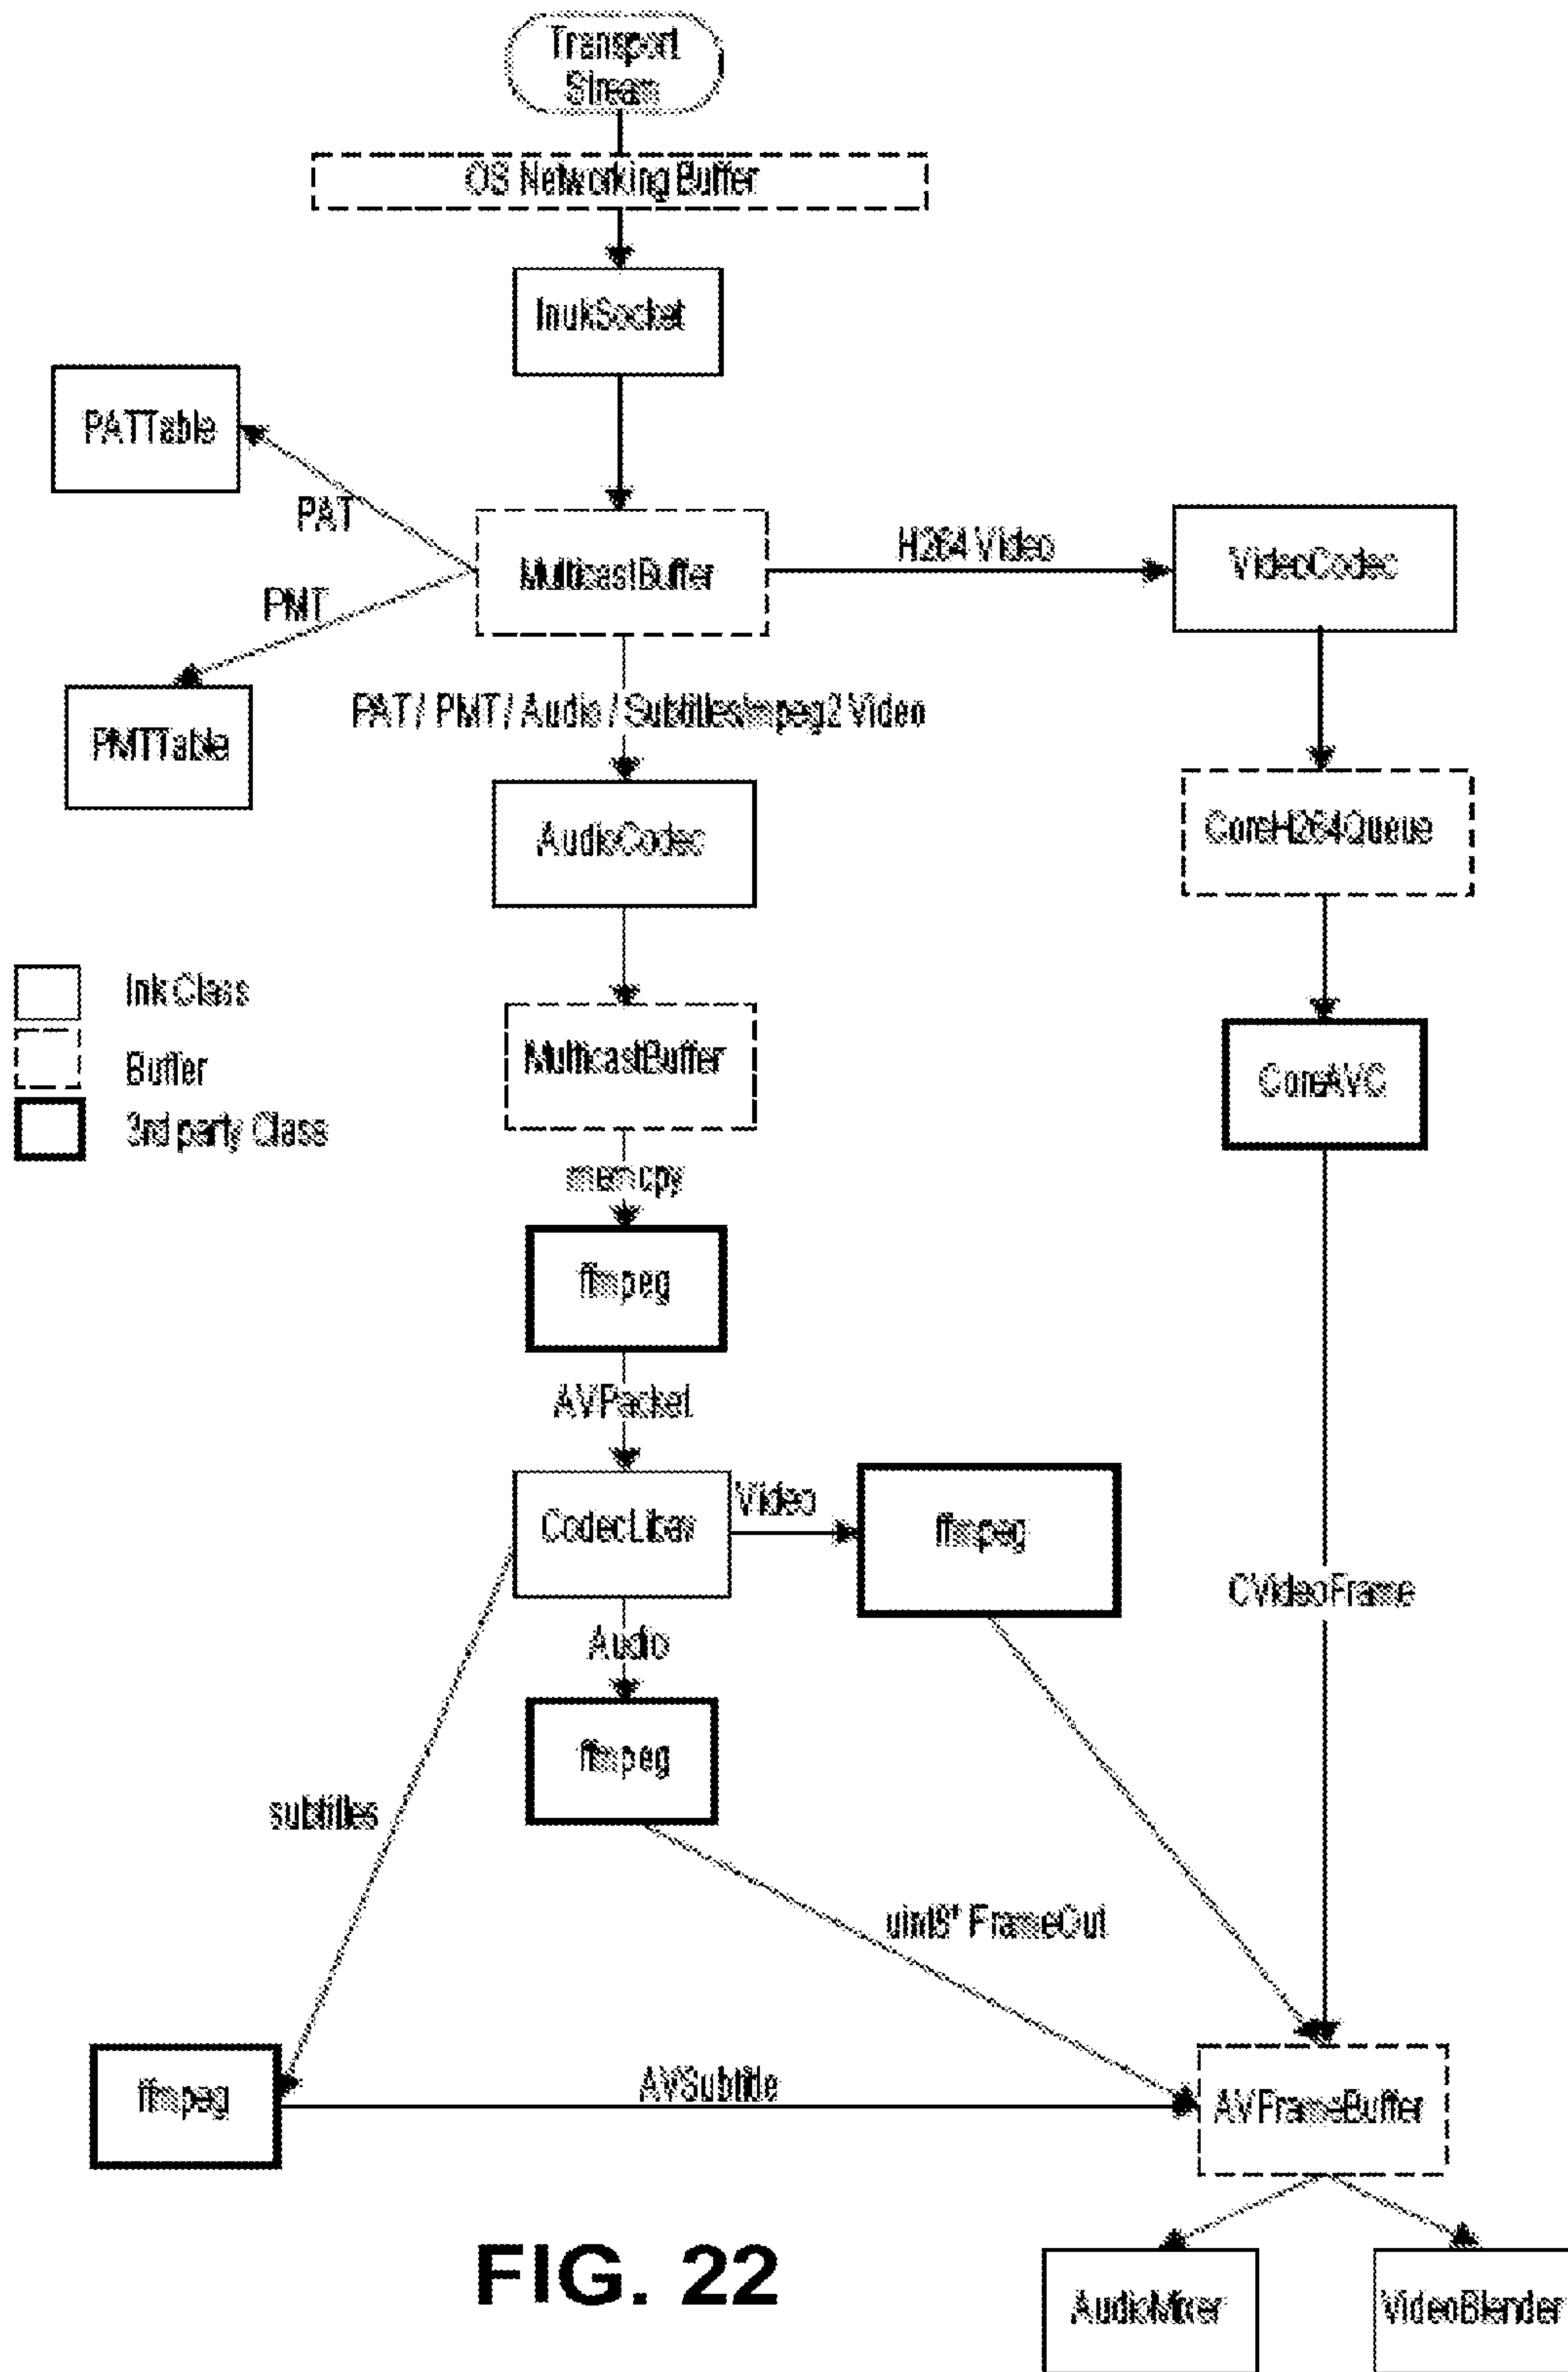 Transport
Stream
OS Networking Buffer
InukSocket
PATTable
PAT
MulticastBuffer
H264 Video
VideoCodec
PMT
PMTTable
PAT / PMT / Audio / Subtitles/mpeg2 Video
AudioCodec
CoreH264Queue
Ink Class
Buffer
3rd party Class
MulticastBuffer
CoreAVC
memcpy
ffmpeg
AVPacket
CodecLibav
Video
ffmpeg
CVideoFrame
Audio
ffmpeg
subtitles
uint8* FrameOut
ffmpeg
AVSubtitle
AVFrameBuffer
FIG. 22
AudioMixer
VideoBlender